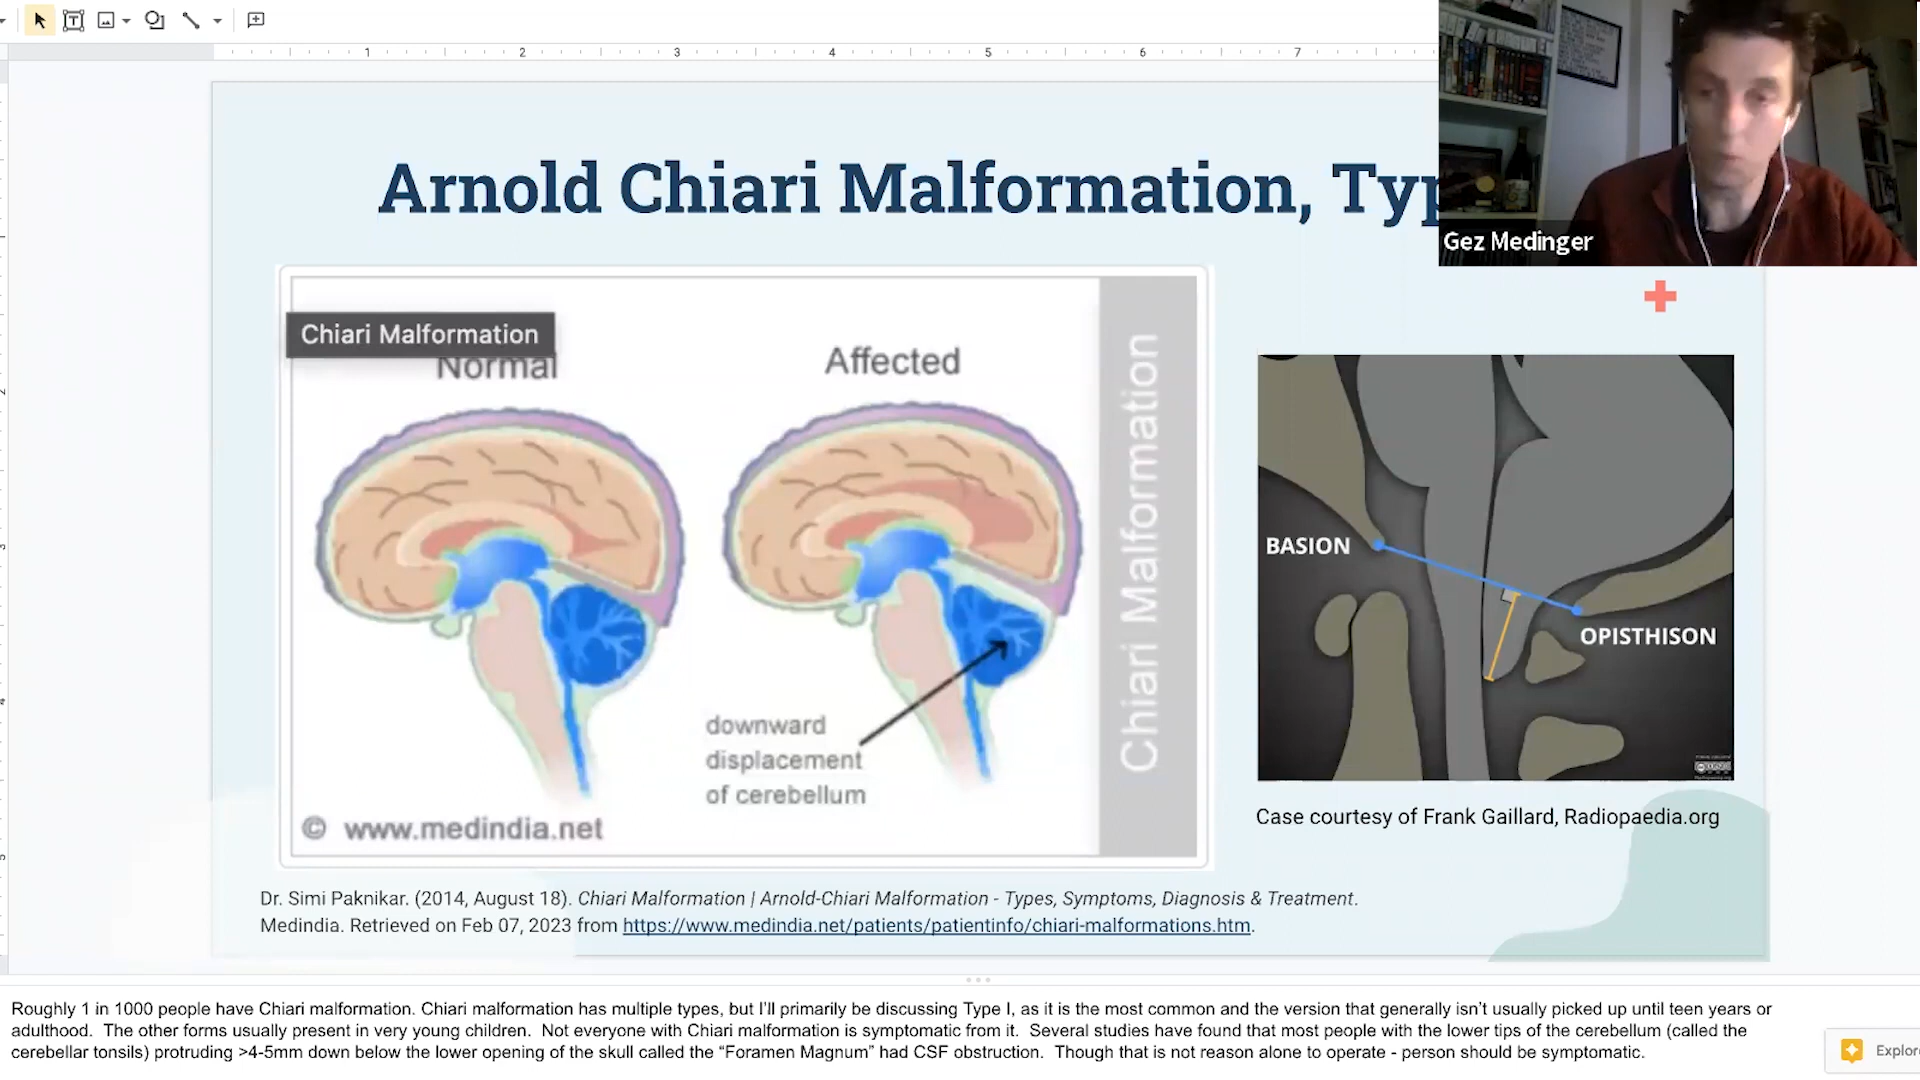 1 2 3 4 5 6 7
Arnold Chiari Malformation, Typ
Gez Medinger
Chiari Malformation
Normal
Affected
Chiari Malformation
downward
displacement
of cerebellum
© www.medindia.net
BASION
OPISTHISON
Case courtesy of Frank Gaillard, Radiopaedia.org
Dr. Simi Paknikar. (2014, August 18). Chiari Malformation | Arnold-Chiari Malformation - Types, Symptoms, Diagnosis & Treatment.
Medindia. Retrieved on Feb 07, 2023 from https://www.medindia.net/patients/patientinfo/chiari-malformations.htm.
Roughly 1 in 1000 people have Chiari malformation. Chiari malformation has multiple types, but I'll primarily be discussing Type I, as it is the most common and the version that generally isn't usually picked up until teen years or
adulthood. The other forms usually present in very young children. Not everyone with Chiari malformation is symptomatic from it. Several studies have found that most people with the lower tips of the cerebellum (called the
cerebellar tonsils) protruding >4-5mm down below the lower opening of the skull called the “Foramen Magnum” had CSF obstruction. Though that is not reason alone to operate - person should be symptomatic.
Explor